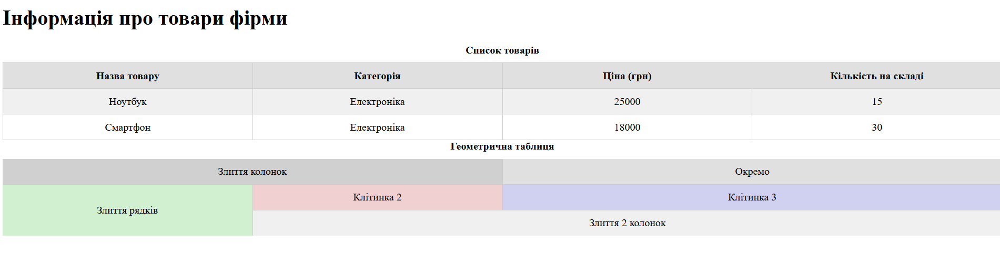 Інформація про товари фірми
Список товарів
Назва товару Категорія Ціна (грн) Кількість на складі
Ноутбук Електроніка 25000 15
Смартфон Електроніка 18000 30
Геометрична таблиця
Злиття колонок Окремо
Злиття рядків Клітинка 2 Клітинка 3
Злиття 2 колонок